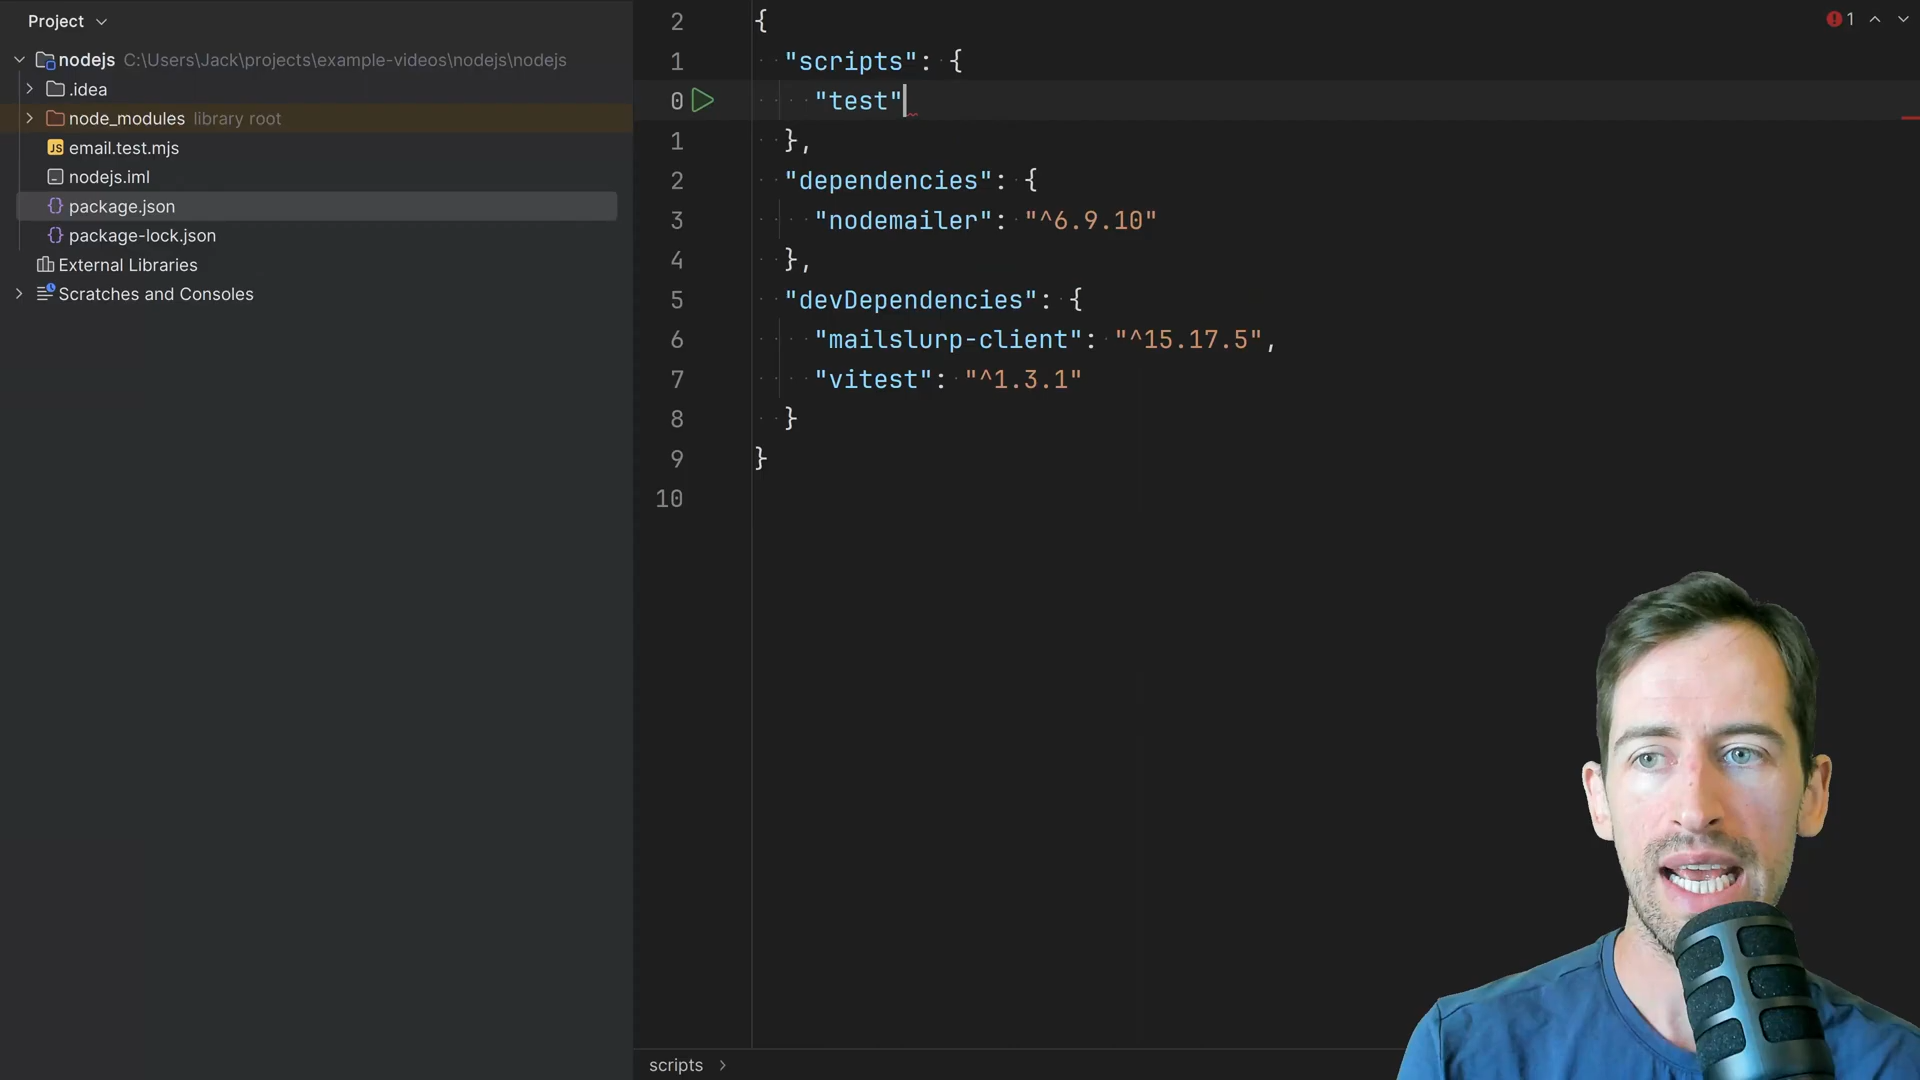 Project
nodejs C:\Users\Jack\projects\example-videos\nodejs\nodejs
.idea
node_modules library root
JS email.test.mjs
nodejs.iml
{} package.json
{} package-lock.json
External Libraries
Scratches and Consoles
1
2 {
1 "scripts": {
0 "test"
1 },
2 "dependencies": {
3 "nodemailer": "^6.9.10"
4 },
5 "devDependencies": {
6 "mailslurp-client": "^15.17.5",
7 "vitest": "^1.3.1"
8 }
9 }
10
scripts